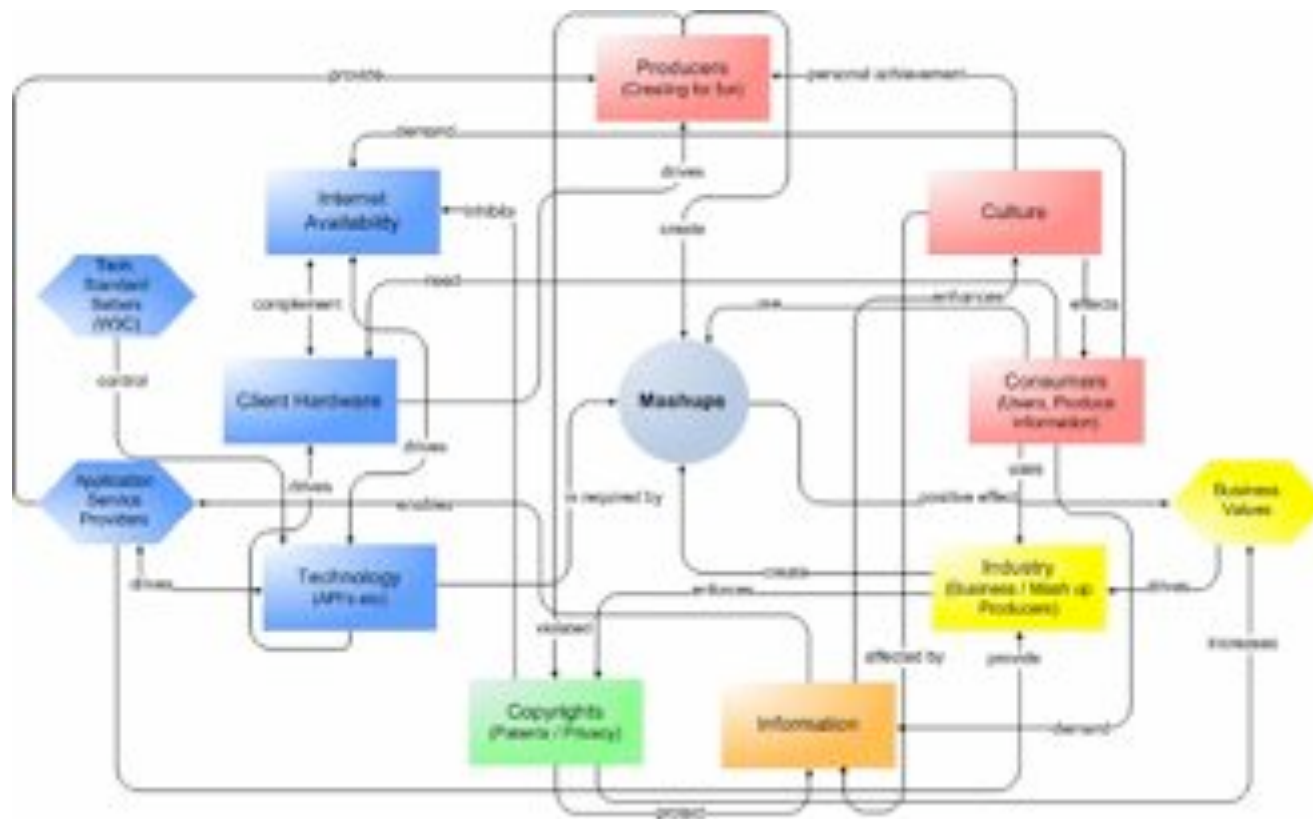 Producers
(Creating for fun)
provide
personal achievement
demand
drives
Internet
Availability
inhibits
create
Culture
Tech
Standard
Setters
(W3C)
complement
need
use
enhances
effects
control
Client Hardware
Mashups
Consumers
(Users, Produce
Information)
drives
uses
Application
Service
Providers
drives
enables
is required by
positive effect
Business
Values
Technology
(API's etc)
drives
create
enforces
Industry
(Business / Mash up
Producers)
drives
violated
affected by
provide
increases
Copyrights
(Patents / Privacy)
Information
demand
protect